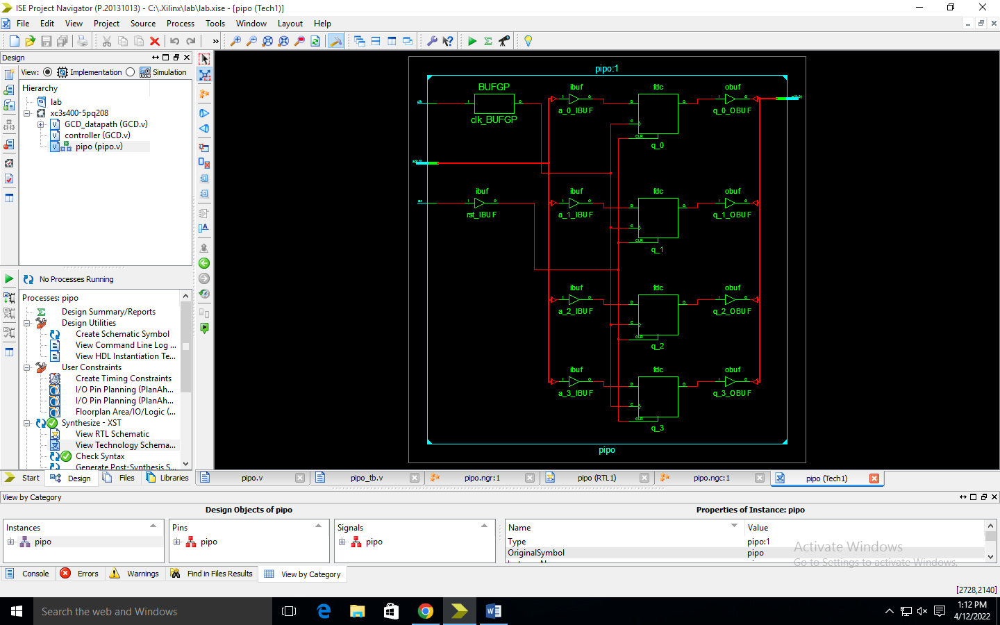 ISE Project Navigator (P.20131013) - C:\.Xilinx\lab\lab.xise - [pipo (Tech1)]
File Edit View Project Source Process Tools Window Layout Help
Design
View: Implementation Simulation
Hierarchy
lab
xc3s400-5pq208
GCD_datapath (GCD.v)
controller (GCD.v)
pipo (pipo.v)
No Processes Running
Processes: pipo
Design Summary/Reports
Design Utilities
Create Schematic Symbol
View Command Line Log ...
View HDL Instantiation Te...
User Constraints
Create Timing Constraints
I/O Pin Planning (PlanAh...
I/O Pin Planning (PlanAh...
Floorplan Area/IO/Logic (...
Synthesize - XST
View RTL Schematic
View Technology Schema...
Check Syntax
Generate Post-Synthesis S...
Start Design Files Libraries
pipo:1
BUFGP ibuf fdc obuf
clk I O I O D Q I O
clk_BUFGP a_0_IBUF C q_0_OBUF
CLR
q_0
ibuf ibuf fdc obuf
I O I O D Q I O
rst_IBUF a_1_IBUF C q_1_OBUF
CLR
q_1
ibuf fdc obuf
I O D Q I O
a_2_IBUF C q_2_OBUF
CLR
q_2
ibuf fdc obuf
I O D Q I O
a_3_IBUF C q_3_OBUF
CLR
q_3
pipo
pipo.v pipo_tb.v pipo.ngr:1 pipo (RTL1) pipo.ngc:1 pipo (Tech1)
View by Category
Design Objects of pipo Properties of Instance: pipo
Instances Pins Signals Name Value
pipo pipo pipo Type pipo:1
OriginalSymbol pipo
Activate Windows
Go to Settings to activate Windows.
Console Errors Warnings Find in Files Results View by Category
[2728,2140]
Search the web and Windows
1:12 PM
4/12/2022